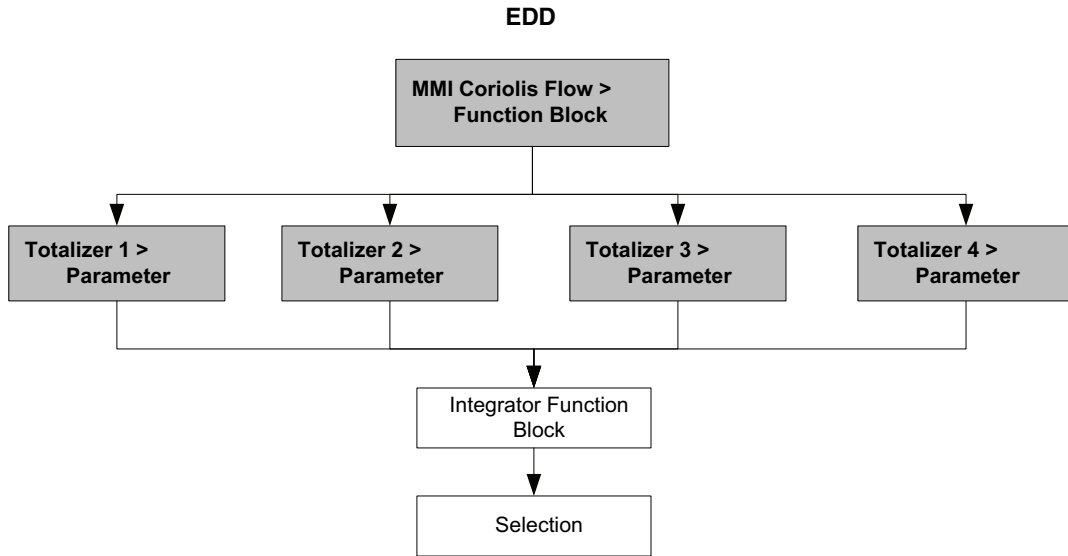 EDD
MMI Coriolis Flow >
Function Block
Totalizer 1 >
Parameter
Totalizer 2 >
Parameter
Totalizer 3 >
Parameter
Totalizer 4 >
Parameter
Integrator Function
Block
Selection